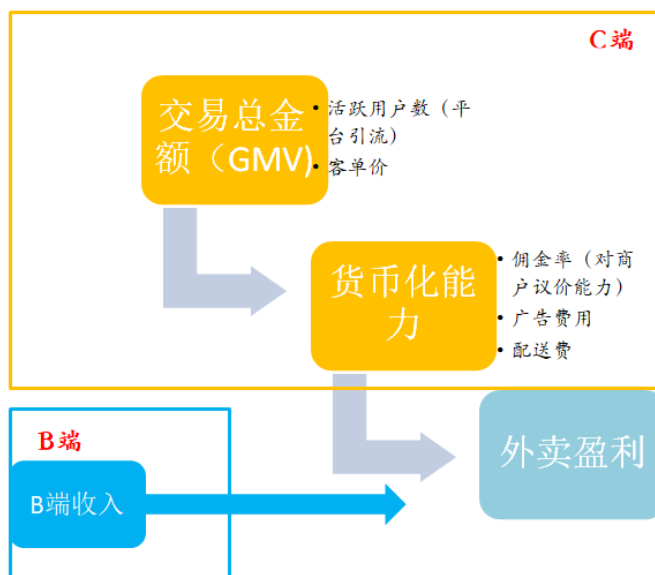 C端
交易总金
额（GMV)
• 活跃用户数（平
台引流）
• 客单价
货币化能
力
• 佣金率（对商
户议价能力）
• 广告费用
• 配送费
B端
B端收入
外卖盈利